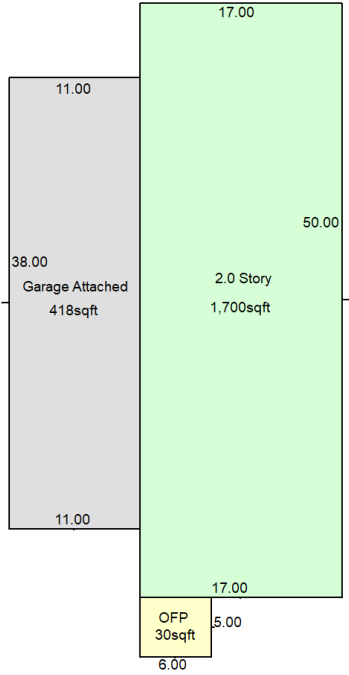 17.00
11.00
50.00
38.00
2.0 Story
Garage Attached
1,700sqft
418sqft
11.00
17.00
OFP
5.00
30sqft
6.00